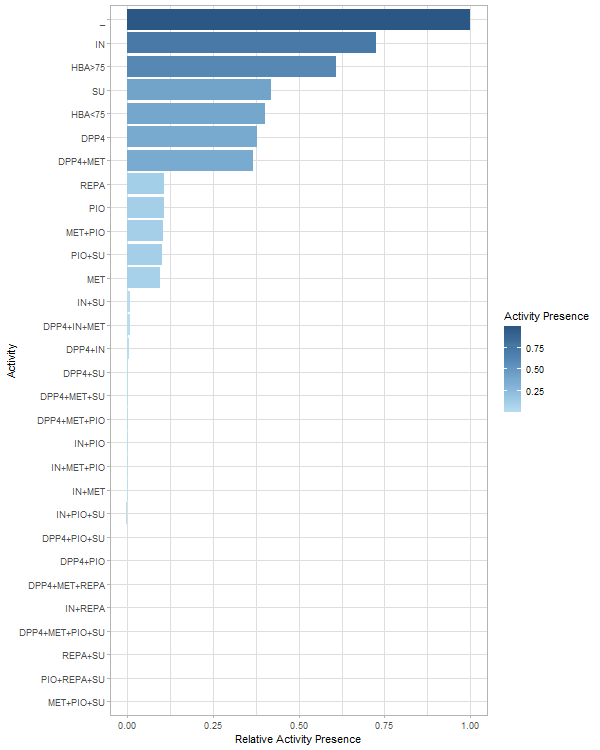 _
IN
HBA>75
SU
HBA<75
DPP4
DPP4+MET
REPA
PIO
MET+PIO
PIO+SU
MET
IN+SU
DPP4+IN+MET
DPP4+IN
DPP4+SU
DPP4+MET+SU
DPP4+MET+PIO
IN+PIO
IN+MET+PIO
IN+MET
IN+PIO+SU
DPP4+PIO+SU
DPP4+PIO
DPP4+MET+REPA
IN+REPA
DPP4+MET+PIO+SU
REPA+SU
PIO+REPA+SU
MET+PIO+SU
Activity
0.00 0.25 0.50 0.75 1.00
Relative Activity Presence
Activity Presence
0.75
0.50
0.25